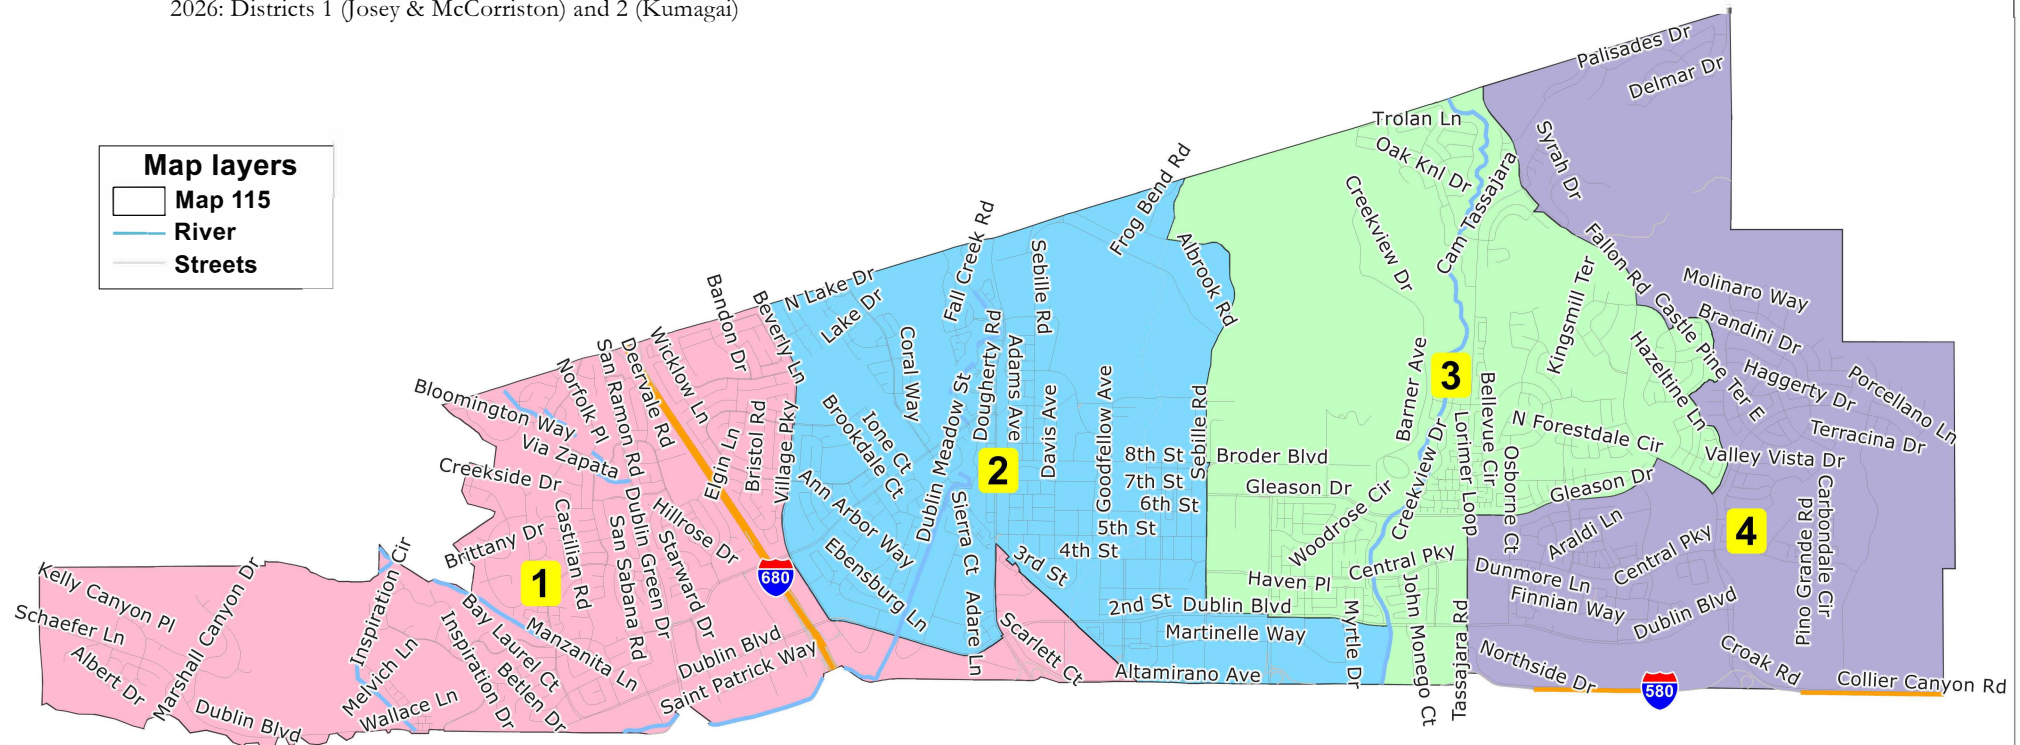 2026: Districts 1 (Josey & McCorriston) and 2 (Kumagai)
Map layers
Map 115
River
Streets
Palisades Dr
Delmar Dr
Trolan Ln
Oak Knl Dr
Syrah Dr
Cam Tassajara
Creekview Dr
Frog Bend Rd
Albrook Rd
Fallon Rd
Kingsmill Ter
Molinaro Way
Brandini Dr
Castle Pine Ter E
Haggerty Dr
Porcellano Ln
Terracina Dr
Hazeltine Ln
N Forestdale Cir
Valley Vista Dr
Fall Creek Rd
Sebille Rd
N Lake Dr
Lake Dr
Coral Way
Dougherty Rd
Adams Ave
Davis Ave
Goodfellow Ave
Sebille Rd
Barner Ave
3
Bellevue Cir
Lorimer Loop
Osborne Ct
Bandon Dr
Beverly Ln
Wicklow Ln
Deervale Rd
San Ramon Rd
Norfolk Pl
Bloomington Way
Via Zapata
Creekside Dr
Elgin Ln
Bristol Rd
Village Pky
Brookdale Ct
Ione Ct
Dublin Meadow St
2
8th St
7th St
6th St
5th St
4th St
3rd St
2nd St
Broder Blvd
Gleason Dr
Woodrose Cir
Creekview Dr
Gleason Dr
Central Pky
Haven Pl
Dublin Blvd
Martinelle Way
Altamirano Ave
Myrtle Dr
John Monego Ct
Tassajara Rd
Araldi Ln
Central Pky
4
Pino Grande Rd
Carbondale Cir
Dunmore Ln
Finnian Way
Dublin Blvd
Northside Dr
Croak Rd
580
Collier Canyon Rd
Ann Arbor Way
Ebensburg Ln
Sierra Ct
Adare Ln
Scarlett Ct
Hillrose Dr
680
Brittany Dr
1
Castilian Rd
San Sabana Rd
Dublin Green Dr
Starward Dr
Dublin Blvd
Saint Patrick Way
Kelly Canyon Pl
Schaefer Ln
Albert Dr
Marshall Canyon Dr
Inspiration Cir
Melvich Ln
Wallace Ln
Dublin Blvd
Inspiration Dr
Bay Laurel Ct
Betlen Dr
Manzanita Ln